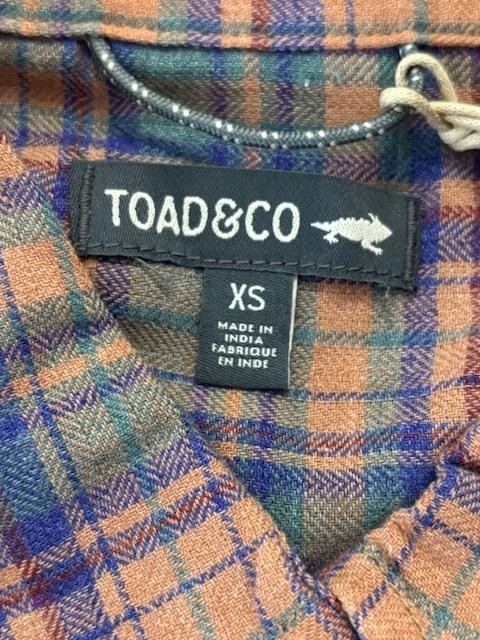 TOAD&CO
XS
MADE IN
INDIA
FABRIQUE
EN INDE